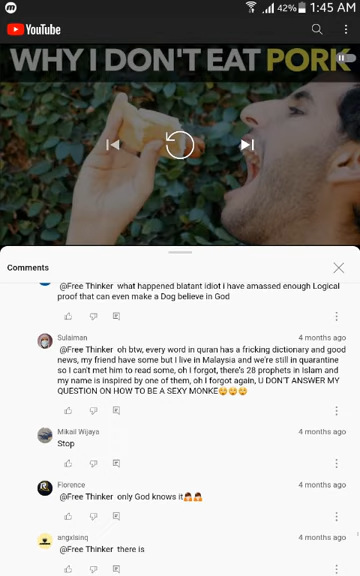 42% 1:45 AM
YouTube
WHY I DON'T EAT PORK
Comments
@Free Thinker what happened blatant idiot i have amassed enough Logical
proof that can even make a Dog believe in God
Sulaiman 4 months ago
@Free Thinker oh btw, every word in quran has a fricking dictionary and good
news, my friend have some but I live in Malaysia and we're still in quarantine
so I can't met him to read some, oh I forgot, there's 28 prophets in Islam and
my name is inspired by one of them, oh I forgot again, U DON'T ANSWER MY
QUESTION ON HOW TO BE A SEXY MONKE😳😳😳
Mikail Wijaya 4 months ago
Stop
Fiorence 4 months ago
@Free Thinker only God knows it🙇🙇
angxlsinq 4 months ago
@Free Thinker there is